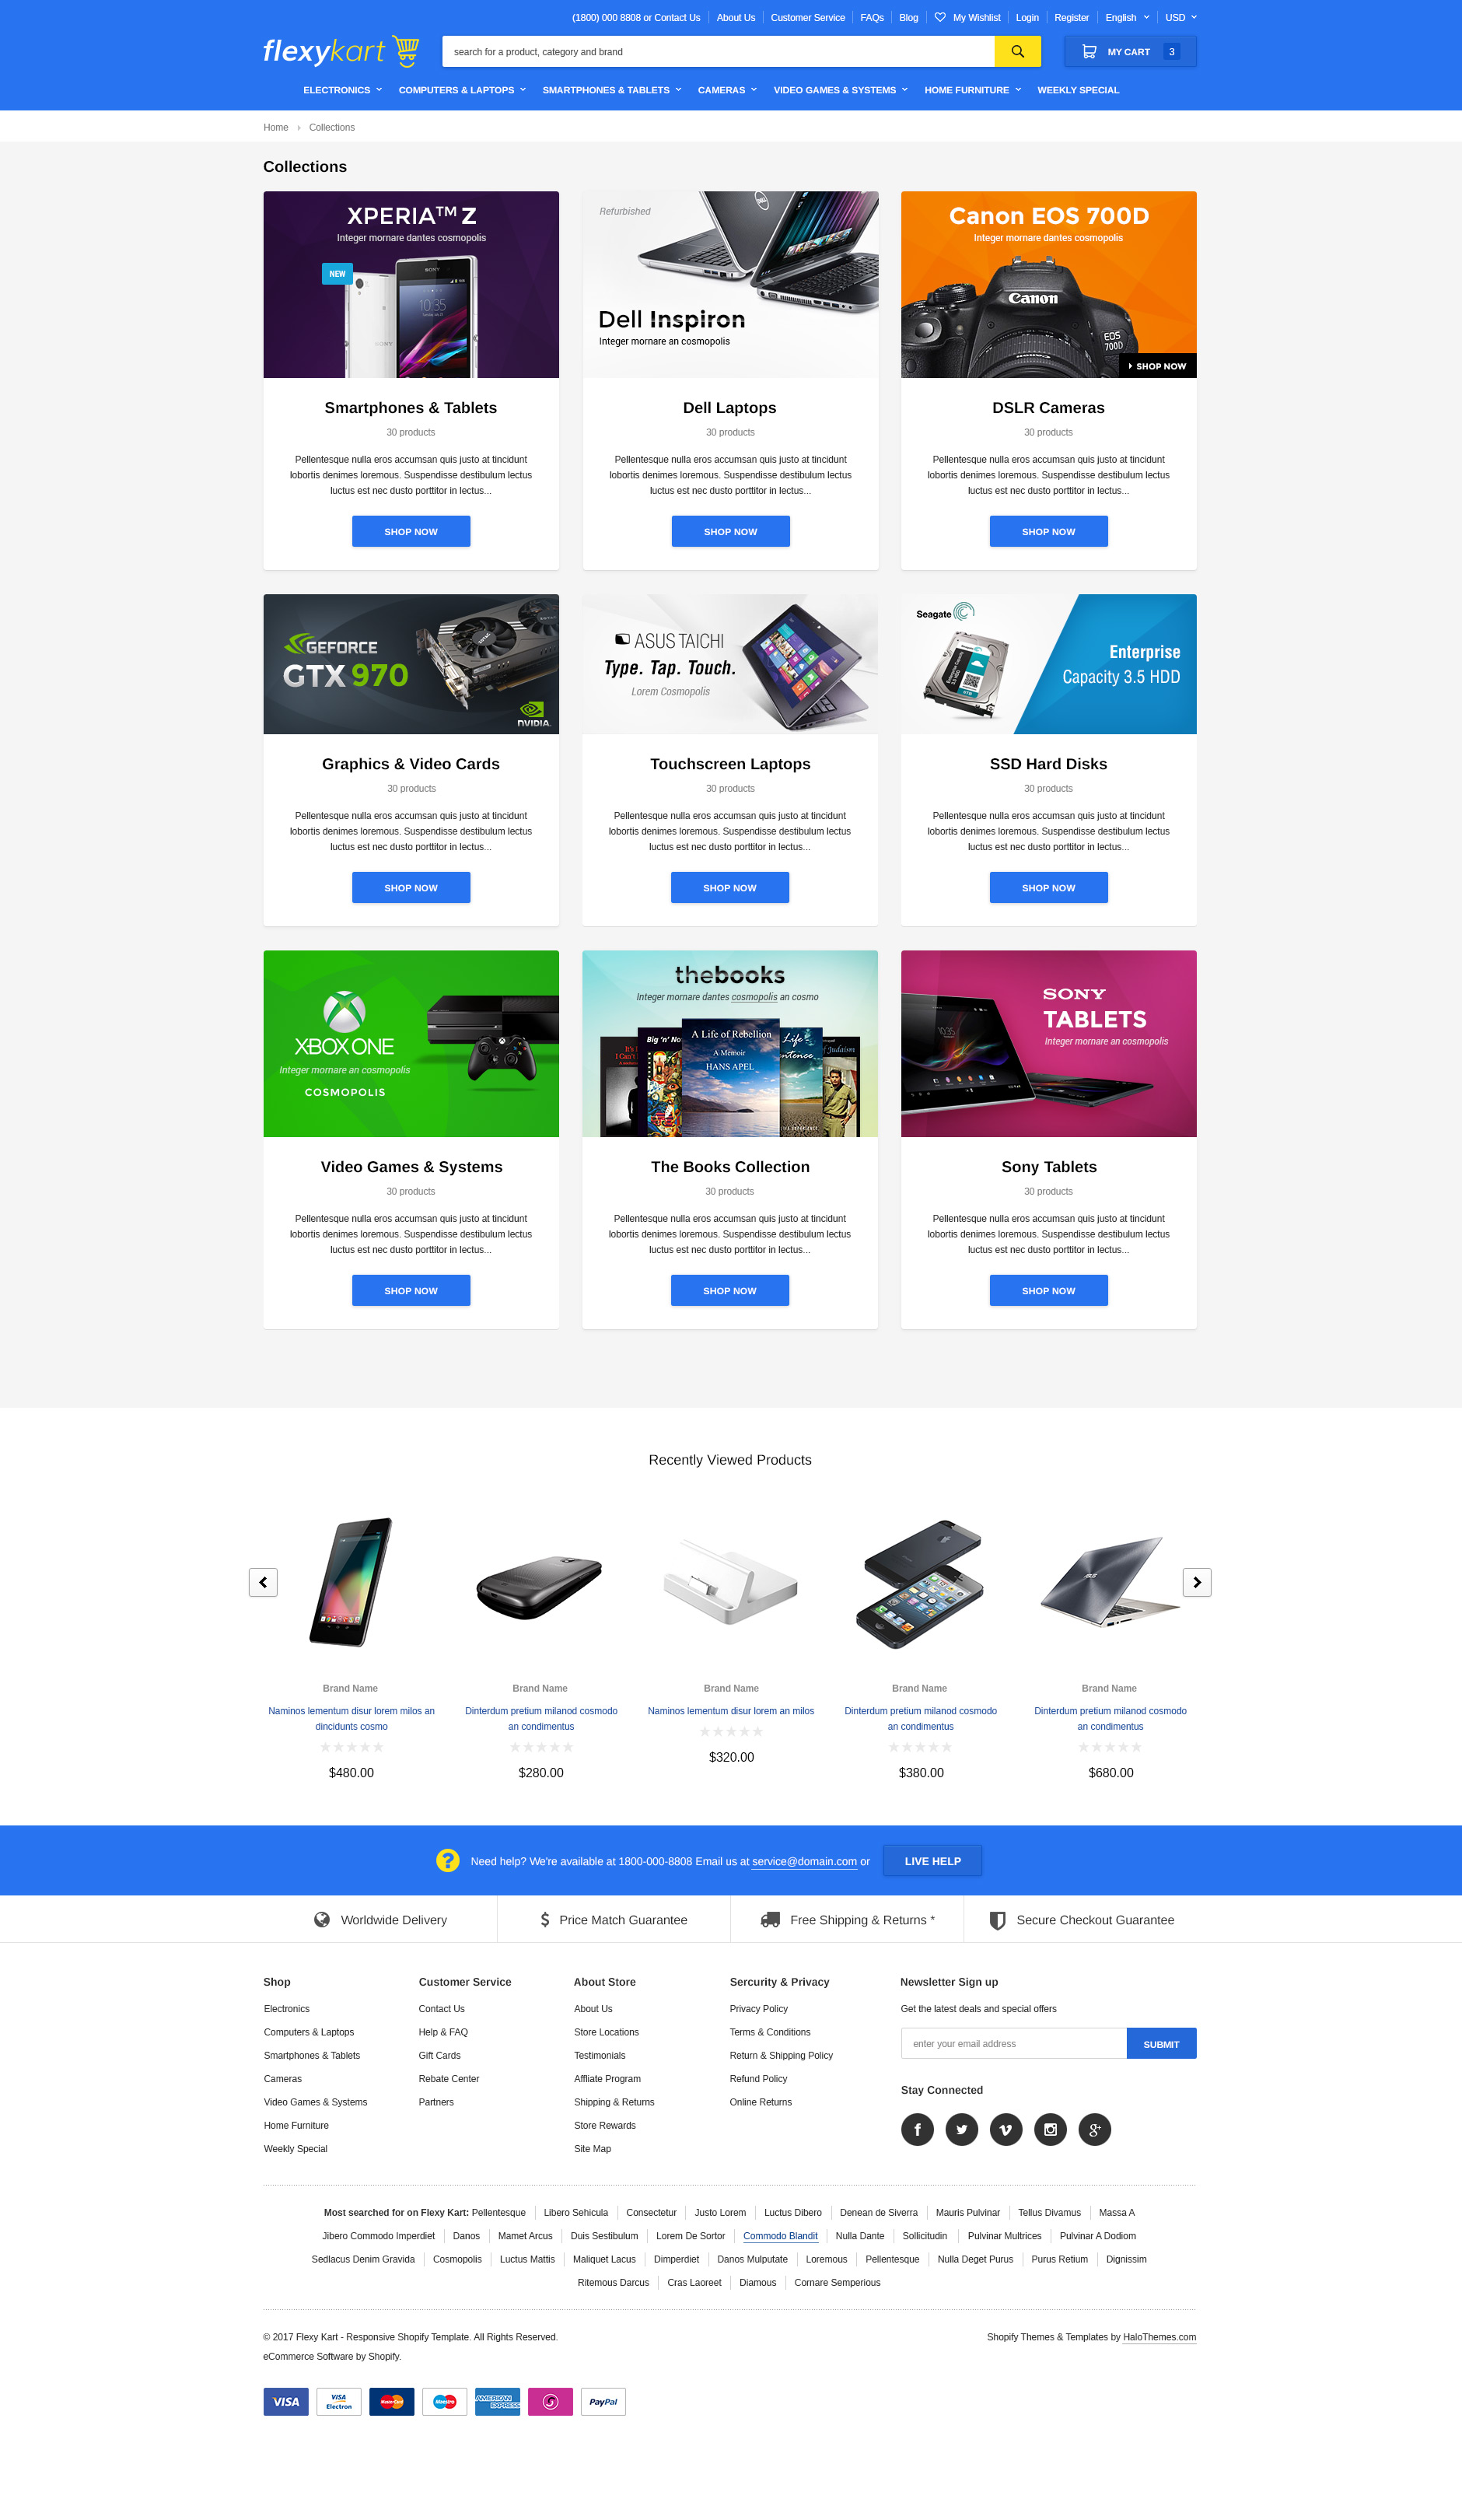 (1800) 000 8808 or Contact Us About Us Customer Service FAQs Blog My Wishlist Login Register English USD
flexykart
search for a product, category and brand
MY CART 3
ELECTRONICS COMPUTERS & LAPTOPS SMARTPHONES & TABLETS CAMERAS VIDEO GAMES & SYSTEMS HOME FURNITURE WEEKLY SPECIAL
Home Collections
Collections
XPERIA™ Z
Integer mornare dantes cosmopolis
NEW
SONY
10:35
SONY
Refurbished
DELL
Dell Inspiron
Integer mornare an cosmopolis
Canon EOS 700D
Integer mornare dantes cosmopolis
Canon
EOS
700D
SHOP NOW
Smartphones & Tablets
30 products
Pellentesque nulla eros accumsan quis justo at tincidunt
lobortis denimes loremous. Suspendisse destibulum lectus
luctus est nec dusto porttitor in lectus...
SHOP NOW
Dell Laptops
30 products
Pellentesque nulla eros accumsan quis justo at tincidunt
lobortis denimes loremous. Suspendisse destibulum lectus
luctus est nec dusto porttitor in lectus...
SHOP NOW
DSLR Cameras
30 products
Pellentesque nulla eros accumsan quis justo at tincidunt
lobortis denimes loremous. Suspendisse destibulum lectus
luctus est nec dusto porttitor in lectus...
SHOP NOW
GEFORCE
GTX 970
NVIDIA.
ASUS TAICHI
Type. Tap. Touch.
Lorem Cosmopolis
Seagate
Enterprise
Capacity 3.5 HDD
Graphics & Video Cards
30 products
Pellentesque nulla eros accumsan quis justo at tincidunt
lobortis denimes loremous. Suspendisse destibulum lectus
luctus est nec dusto porttitor in lectus...
SHOP NOW
Touchscreen Laptops
30 products
Pellentesque nulla eros accumsan quis justo at tincidunt
lobortis denimes loremous. Suspendisse destibulum lectus
luctus est nec dusto porttitor in lectus...
SHOP NOW
SSD Hard Disks
30 products
Pellentesque nulla eros accumsan quis justo at tincidunt
lobortis denimes loremous. Suspendisse destibulum lectus
luctus est nec dusto porttitor in lectus...
SHOP NOW
XBOX ONE
Integer mornare an cosmopolis
COSMOPOLIS
thebooks
Integer mornare dantes cosmopolis an cosmo
Big 'n' No
A Life of Rebellion
A Memoir
HANS APEL
Life
of Judaism
SONY
TABLETS
Integer mornare an cosmopolis
Video Games & Systems
30 products
Pellentesque nulla eros accumsan quis justo at tincidunt
lobortis denimes loremous. Suspendisse destibulum lectus
luctus est nec dusto porttitor in lectus...
SHOP NOW
The Books Collection
30 products
Pellentesque nulla eros accumsan quis justo at tincidunt
lobortis denimes loremous. Suspendisse destibulum lectus
luctus est nec dusto porttitor in lectus...
SHOP NOW
Sony Tablets
30 products
Pellentesque nulla eros accumsan quis justo at tincidunt
lobortis denimes loremous. Suspendisse destibulum lectus
luctus est nec dusto porttitor in lectus...
SHOP NOW
Recently Viewed Products
Brand Name
Naminos lementum disur lorem milos an
dincidunts cosmo
$480.00
Brand Name
Dinterdum pretium milanod cosmodo
an condimentus
$280.00
Brand Name
Naminos lementum disur lorem an milos
$320.00
Brand Name
Dinterdum pretium milanod cosmodo
an condimentus
$380.00
Brand Name
Dinterdum pretium milanod cosmodo
an condimentus
$680.00
Need help? We're available at 1800-000-8808 Email us at service@domain.com or LIVE HELP
Worldwide Delivery Price Match Guarantee Free Shipping & Returns * Secure Checkout Guarantee
Shop
Electronics
Computers & Laptops
Smartphones & Tablets
Cameras
Video Games & Systems
Home Furniture
Weekly Special
Customer Service
Contact Us
Help & FAQ
Gift Cards
Rebate Center
Partners
About Store
About Us
Store Locations
Testimonials
Affliate Program
Shipping & Returns
Store Rewards
Site Map
Sercurity & Privacy
Privacy Policy
Terms & Conditions
Return & Shipping Policy
Refund Policy
Online Returns
Newsletter Sign up
Get the latest deals and special offers
enter your email address SUBMIT
Stay Connected
Most searched for on Flexy Kart: Pellentesque Libero Sehicula Consectetur Justo Lorem Luctus Dibero Denean de Siverra Mauris Pulvinar Tellus Divamus Massa A
Jibero Commodo Imperdiet Danos Mamet Arcus Duis Sestibulum Lorem De Sortor Commodo Blandit Nulla Dante Sollicitudin Pulvinar Multrices Pulvinar A Dodiom
Sedlacus Denim Gravida Cosmopolis Luctus Mattis Maliquet Lacus Dimperdiet Danos Mulputate Loremous Pellentesque Nulla Deget Purus Purus Retium Dignissim
Ritemous Darcus Cras Laoreet Diamous Cornare Semperious
© 2017 Flexy Kart - Responsive Shopify Template. All Rights Reserved.
eCommerce Software by Shopify.
Shopify Themes & Templates by HaloThemes.com
VISA
VISA Electron
MasterCard
Maestro
AMERICAN EXPRESS
PayPal